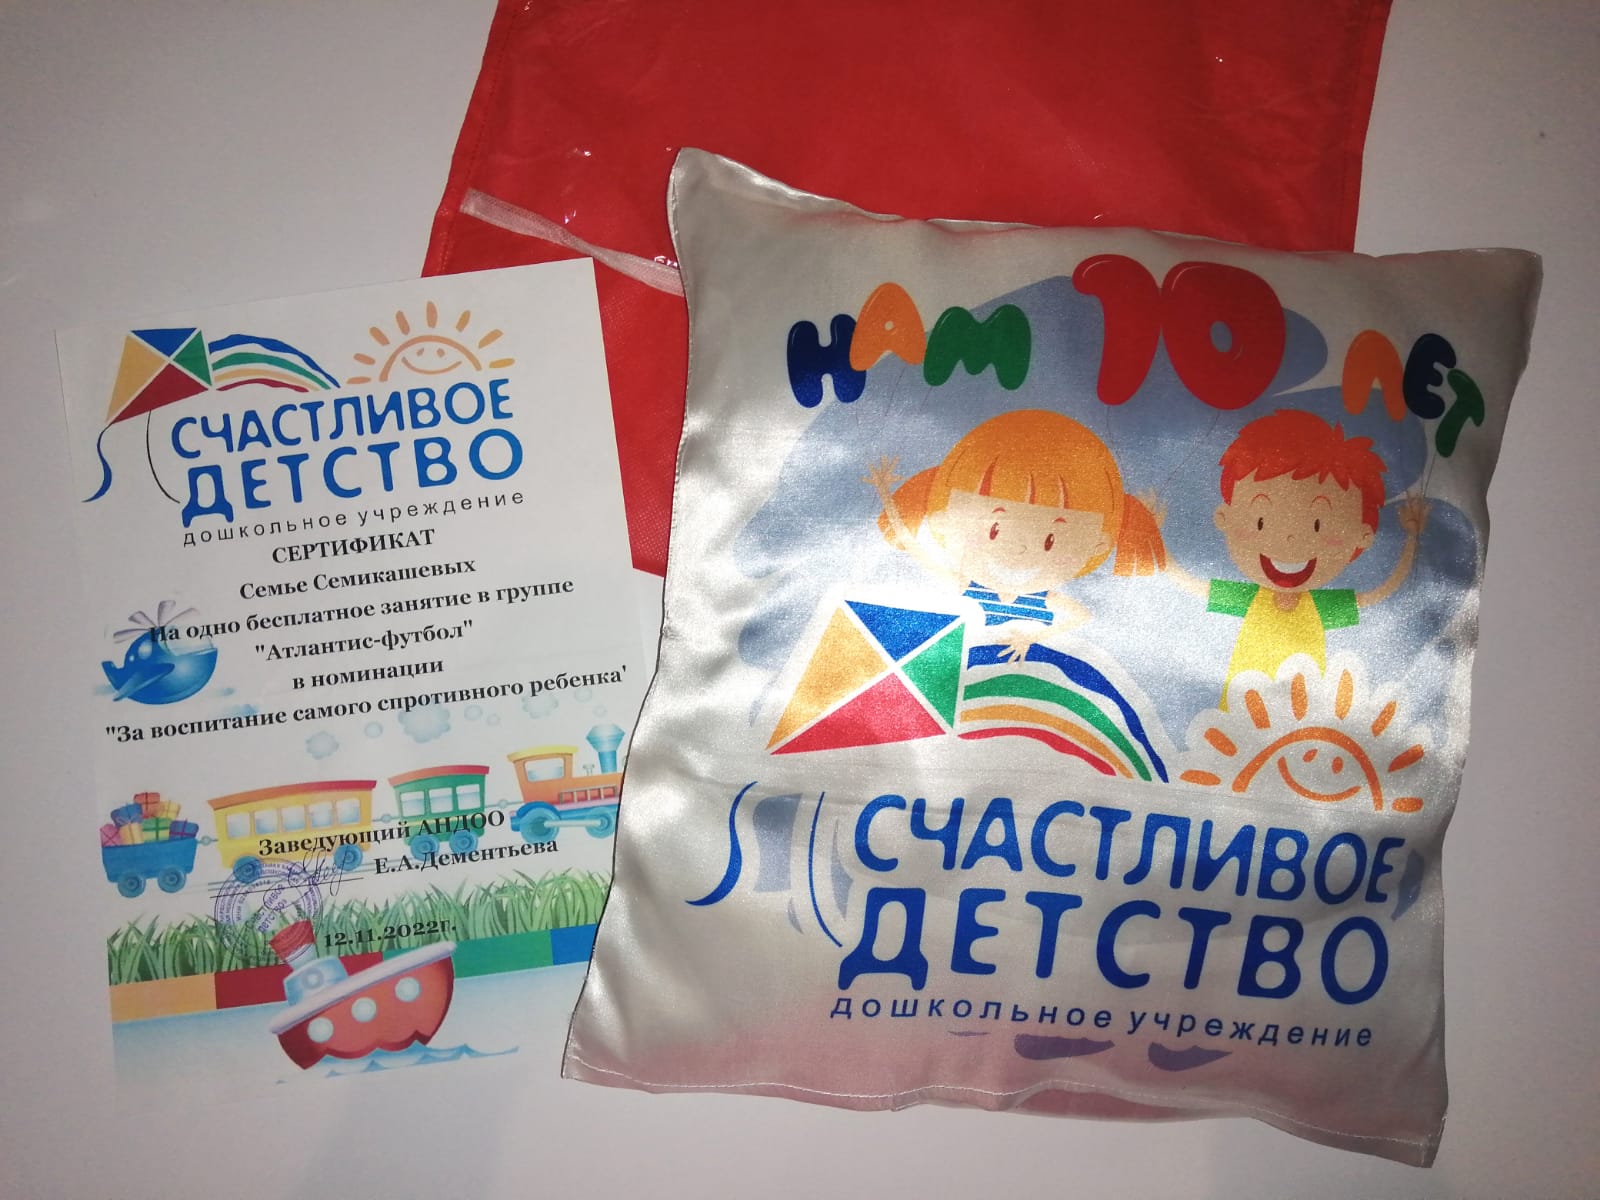 СЧАСТЛИВОЕ
ДЕТСТВО
дошкольное учреждение
СЕРТИФИКАТ
Семье Семикашевых
На одно бесплатное занятие в группе
"Атлантис-футбол"
в номинации
"За воспитание самого спротивного ребенка'
Заведующий АНДОО
Е.А.Дементьева
12.11.2022г.
НАМ 10 ЛЕТ
СЧАСТЛИВОЕ
ДЕТСТВО
дошкольное учреждение